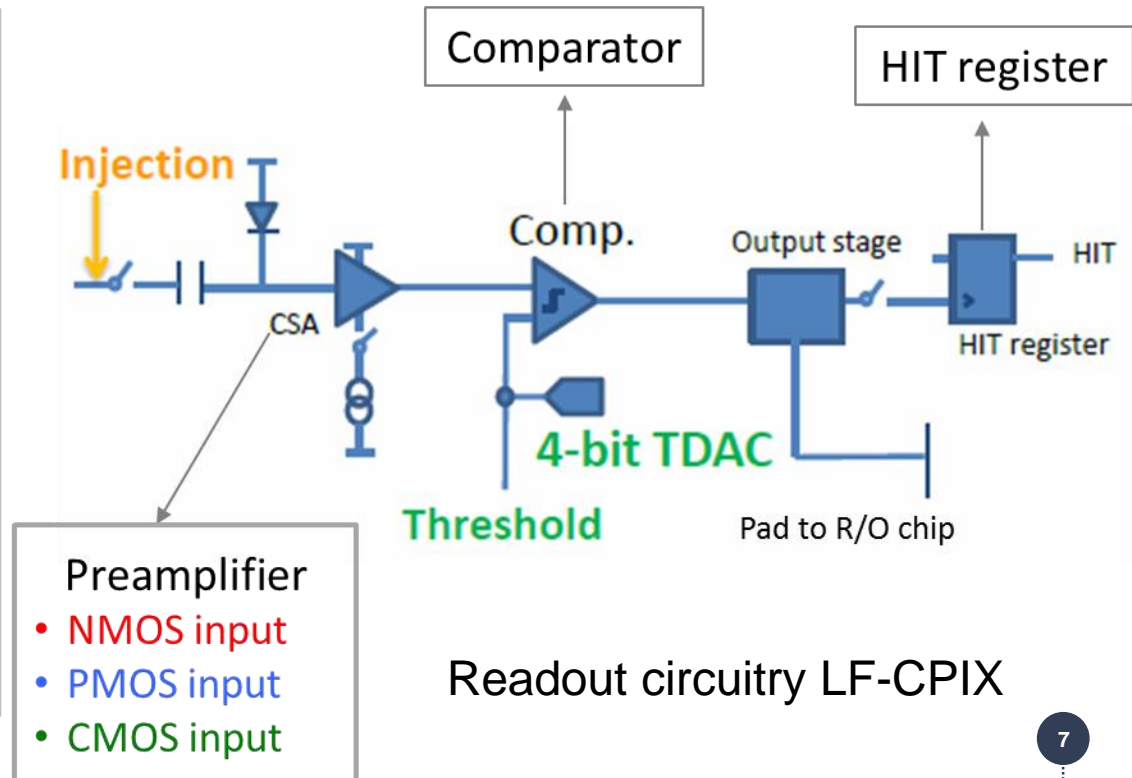 Comparator
HIT register
Injection
Comp.
Output stage
HIT
CSA
HIT register
4-bit TDAC
Threshold
Pad to R/O chip
Preamplifier
• NMOS input
• PMOS input
• CMOS input
Readout circuitry LF-CPIX
7